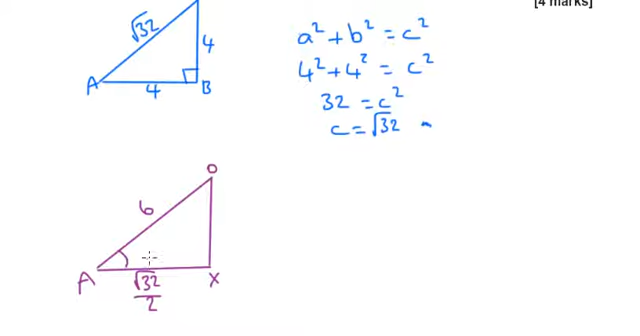 [4 marks]
√32
4
A
4
B
a² + b² = c²
4² + 4² = c²
32 = c²
c = √32
O
6
A
√32/2
X